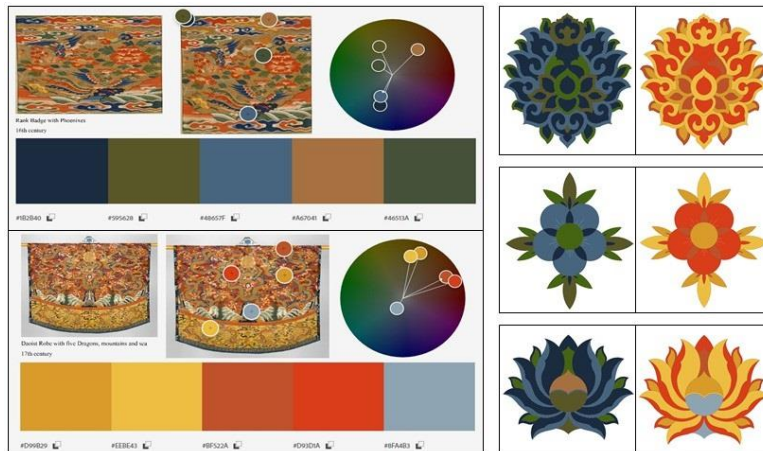 Rank Badge with Phoenixes
16th century
#1B2B40 #595628 #48657F #A67041 #46513A
Daoist Robe with five Dragons, mountains and sea
17th century
#D99B29 #EEBE43 #BF522A #D93D1A #8FA4B3